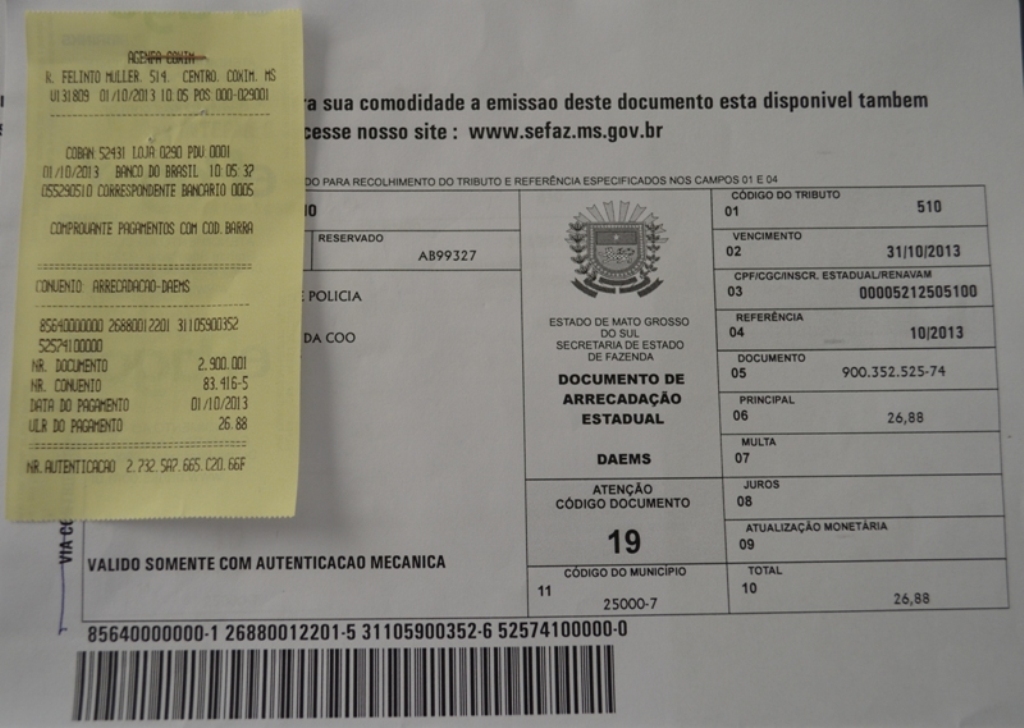 AGENFA COXIM
R. FELINTO MULLER, 514. CENTRO. COXIM. MS
U131809 01/10/2013 10:05 POS 000-029001
COBAN 52431 LOJA 0290 PDV 0001
01/10/2013 BANCO DO BRASIL 10:05:37
055290510 CORRESPONDENTE BANCARIO 0005
COMPROVANTE PAGAMENTOS COM COD. BARRA
CONVENIO: ARRECADACAO-DAEMS
85640000000 26880012201 31105900352
52574100000
NR. DOCUMENTO 2.900.001
NR. CONVENIO 83.416-5
DATA DO PAGAMENTO 01/10/2013
VLR DO PAGAMENTO 26.88
NR.AUTENTICACAO 2.732.5A7.665.C20.66F
a sua comodidade a emissao deste documento esta disponivel tambem
cesse nosso site : www.sefaz.ms.gov.br
DO PARA RECOLHIMENTO DO TRIBUTO E REFERÊNCIA ESPECIFICADOS NOS CAMPOS 01 E 04
IO
RESERVADO
AB99327
POLICIA
DA COO
VALIDO SOMENTE COM AUTENTICACAO MECANICA
ESTADO DE MATO GROSSO
DO SUL
SECRETARIA DE ESTADO
DE FAZENDA
DOCUMENTO DE
ARRECADAÇÃO
ESTADUAL
DAEMS
ATENÇÃO
CÓDIGO DOCUMENTO
19
CÓDIGO DO MUNICÍPIO
11 25000-7
CÓDIGO DO TRIBUTO
01 510
VENCIMENTO
02 31/10/2013
CPF/CGC/INSCR. ESTADUAL/RENAVAM
03 00005212505100
REFERÊNCIA
04 10/2013
DOCUMENTO
05 900.352.525-74
PRINCIPAL
06 26,88
MULTA
07
JUROS
08
ATUALIZAÇÃO MONETÁRIA
09
TOTAL
10 26,88
VIA-CO
85640000000-1 26880012201-5 31105900352-6 52574100000-0